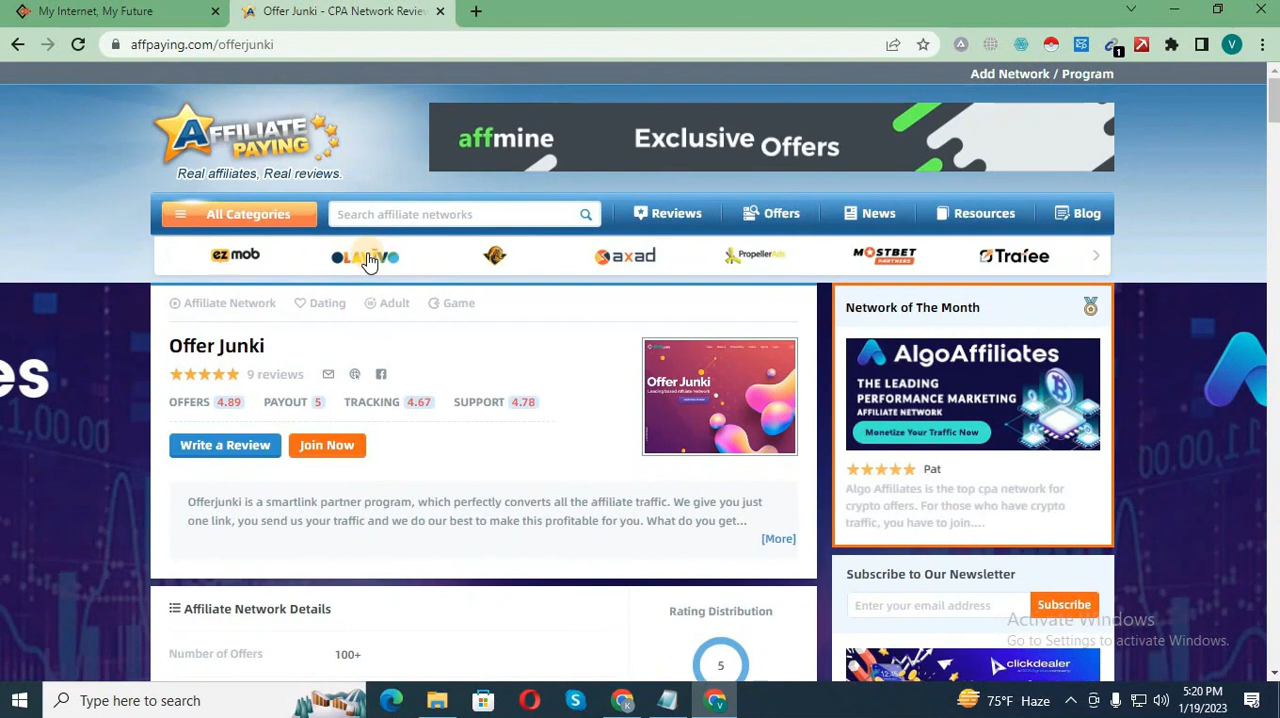 My Internet, My Future
Offer Junki - CPA Network Revie
affpaying.com/offerjunki
1
V
Add Network / Program
AFFILIATE
PAYING
Real affiliates, Real reviews.
affmine
Exclusive Offers
All Categories
Search affiliate networks
Reviews
Offers
News
Resources
Blog
ezmob
axad
PropellerAds
MOSTBET
PARTNERS
Trafee
Affiliate Network
Dating
Adult
Game
Offer Junki
9 reviews
OFFERS 4.89 PAYOUT 5 TRACKING 4.67 SUPPORT 4.78
Write a Review
Join Now
Offer Junki
Offerjunki is a smartlink partner program, which perfectly converts all the affiliate traffic. We give you just
one link, you send us your traffic and we do our best to make this profitable for you. What do you get...
[More]
Affiliate Network Details
Number of Offers 100+
Rating Distribution
5
Network of The Month
AlgoAffiliates
THE LEADING
PERFORMANCE MARKETING
AFFILIATE NETWORK
Monetize Your Traffic Now
Pat
Algo Affiliates is the top cpa network for
crypto offers. For those who have crypto
traffic, you have to join....
Subscribe to Our Newsletter
Enter your email address
Subscribe
Activate Windows
Go to Settings to activate Windows.
clickdealer
es
Type here to search
75°F Haze
5:20 PM
1/19/2023